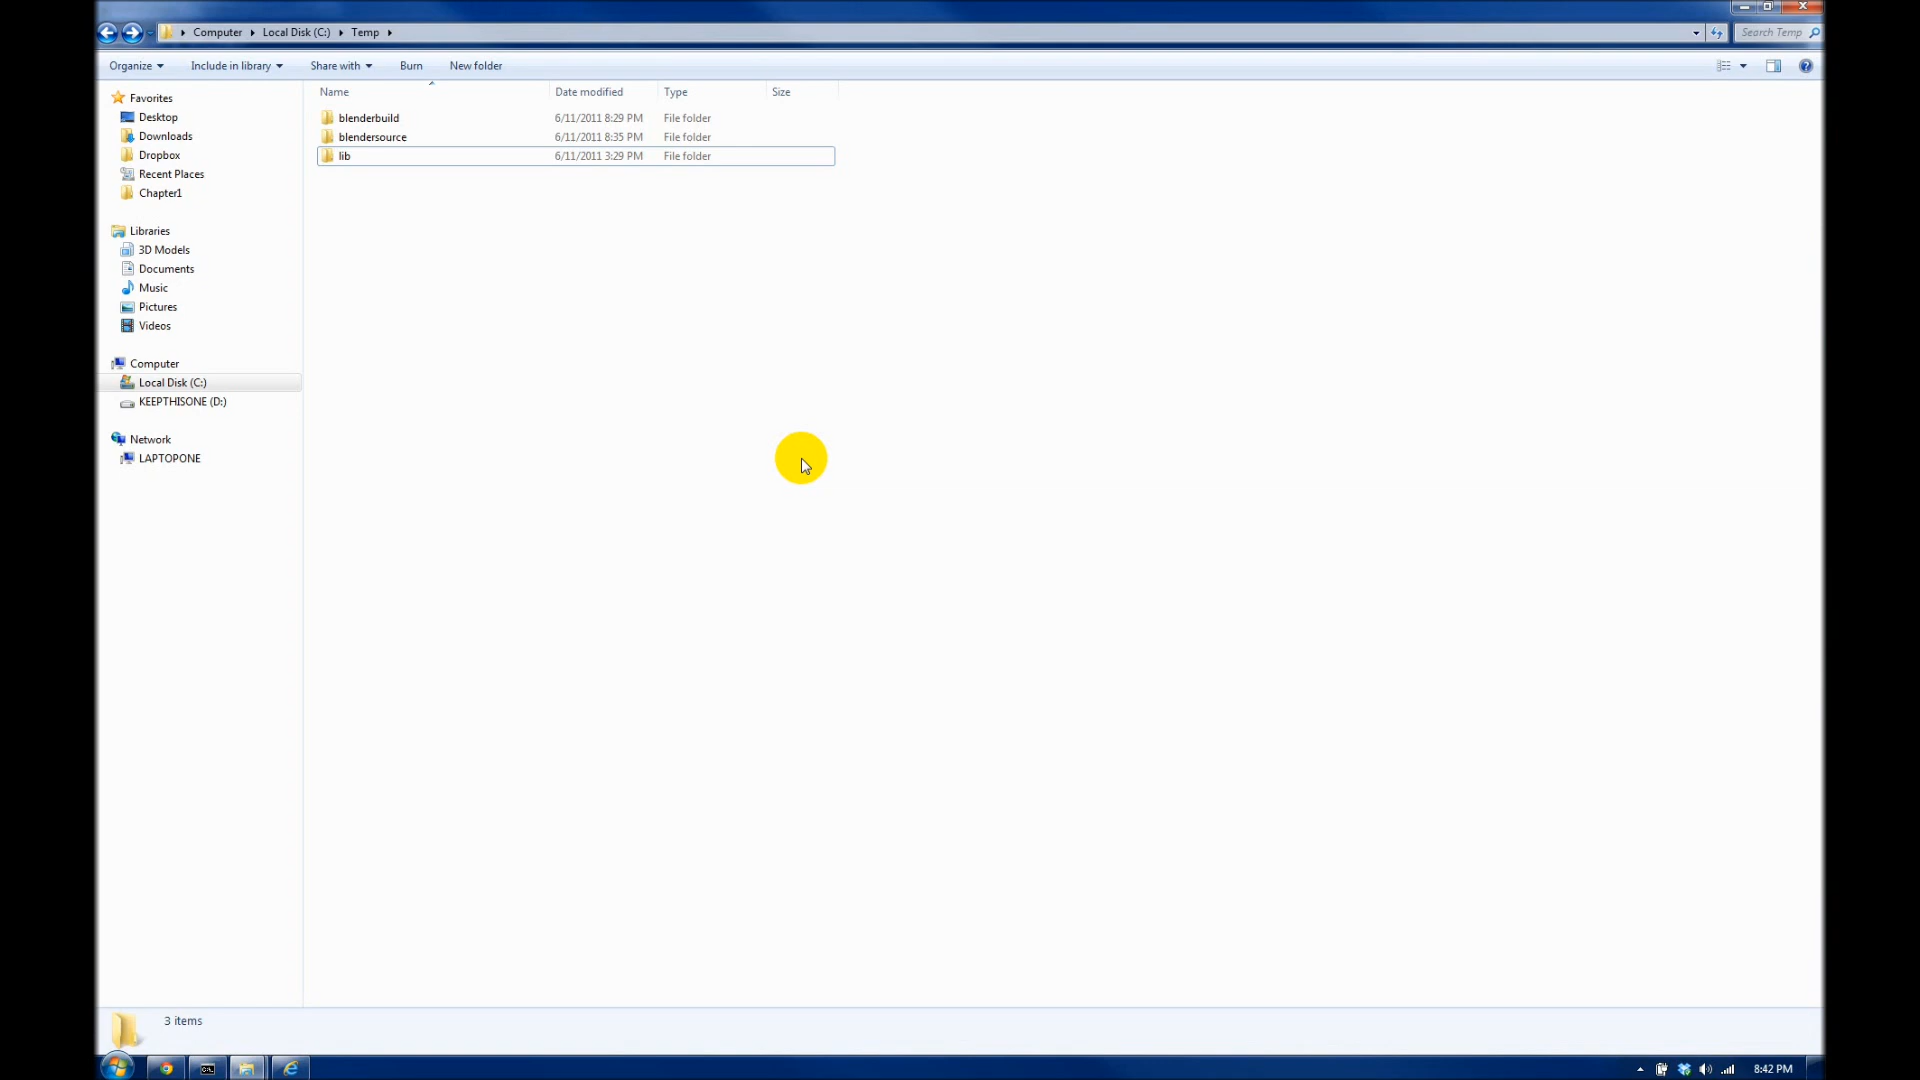 Computer Local Disk (C:) Temp Search Temp
Organize Include in library Share with Burn New folder
Name Date modified Type Size
blenderbuild 6/11/2011 8:29 PM File folder
blendersource 6/11/2011 8:35 PM File folder
lib 6/11/2011 3:29 PM File folder
Favorites
Desktop
Downloads
Dropbox
Recent Places
Chapter1
Libraries
3D Models
Documents
Music
Pictures
Videos
Computer
Local Disk (C:)
KEEPTHISONE (D:)
Network
LAPTOPONE
3 items
8:42 PM